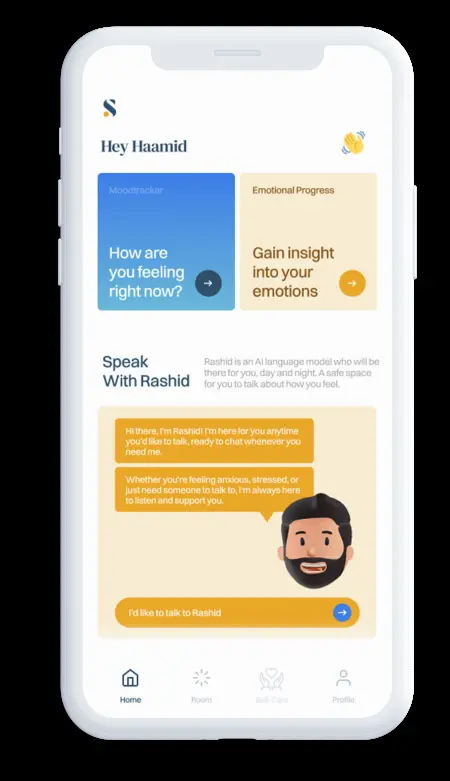 Hey Haamid
Moodtracker
How are
you feeling
right now?
Emotional Progress
Gain insight
into your
emotions
Speak
With Rashid
Rashid is an Ai language model who will be
there for you, day and night. A safe space
for you to talk about how you feel.
Hi there, I'm Rashid! I'm here for you anytime
you'd like to talk, ready to chat whenever you
need me.
Whether you're feeling anxious, stressed, or
just need someone to talk to, I'm always here
to listen and support you.
I'd like to talk to Rashid
Home
Room
Self-Care
Profile